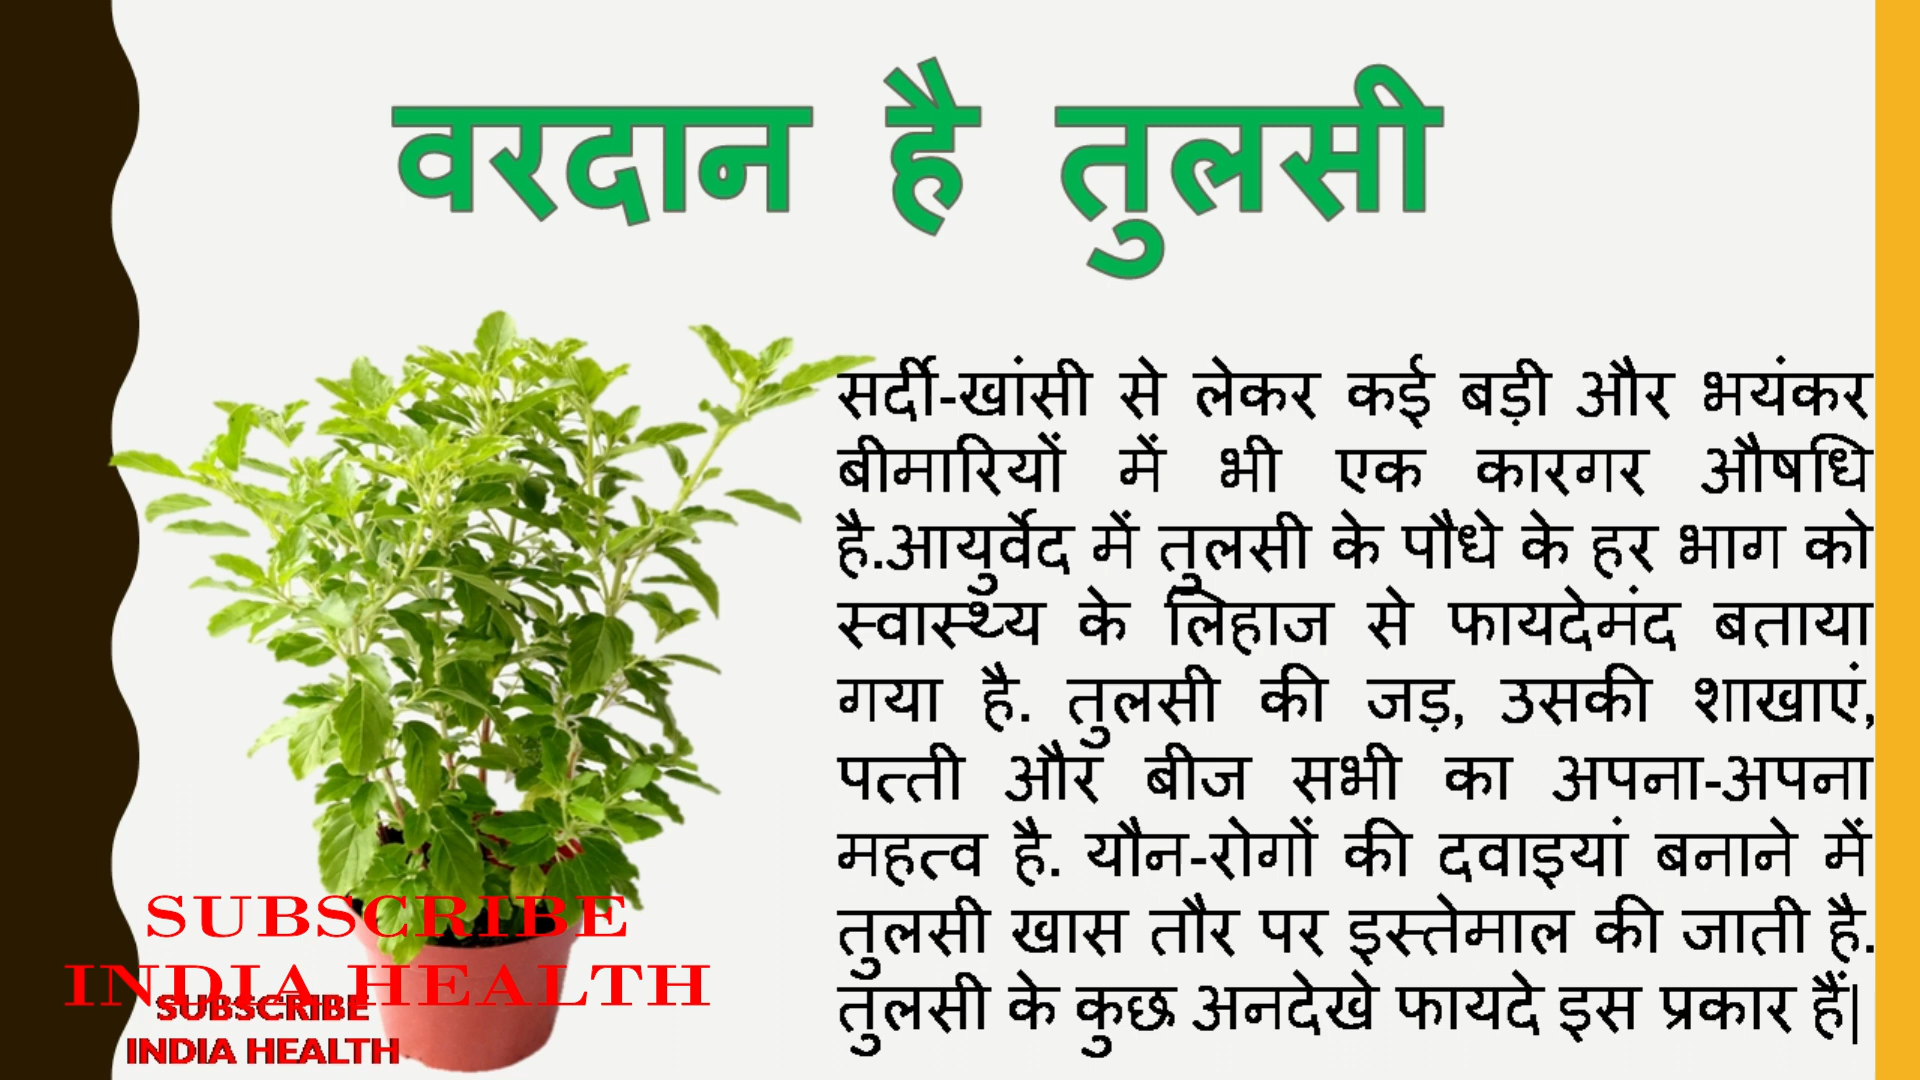 वरदान है तुलसी
सर्दी-खांसी से लेकर कई बड़ी और भयंकर
बीमारियों में भी एक कारगर औषधि
है.आयुर्वेद में तुलसी के पौधे के हर भाग को
स्वास्थ्य के लिहाज से फायदेमंद बताया
गया है. तुलसी की जड़, उसकी शाखाएं,
पत्ती और बीज सभी का अपना-अपना
महत्व है. यौन-रोगों की दवाइयां बनाने में
तुलसी खास तौर पर इस्तेमाल की जाती है.
तुलसी के कुछ अनदेखे फायदे इस प्रकार हैं|
SUBSCRIBE
INDIA HEALTH
SUBSCRIBE
INDIA HEALTH